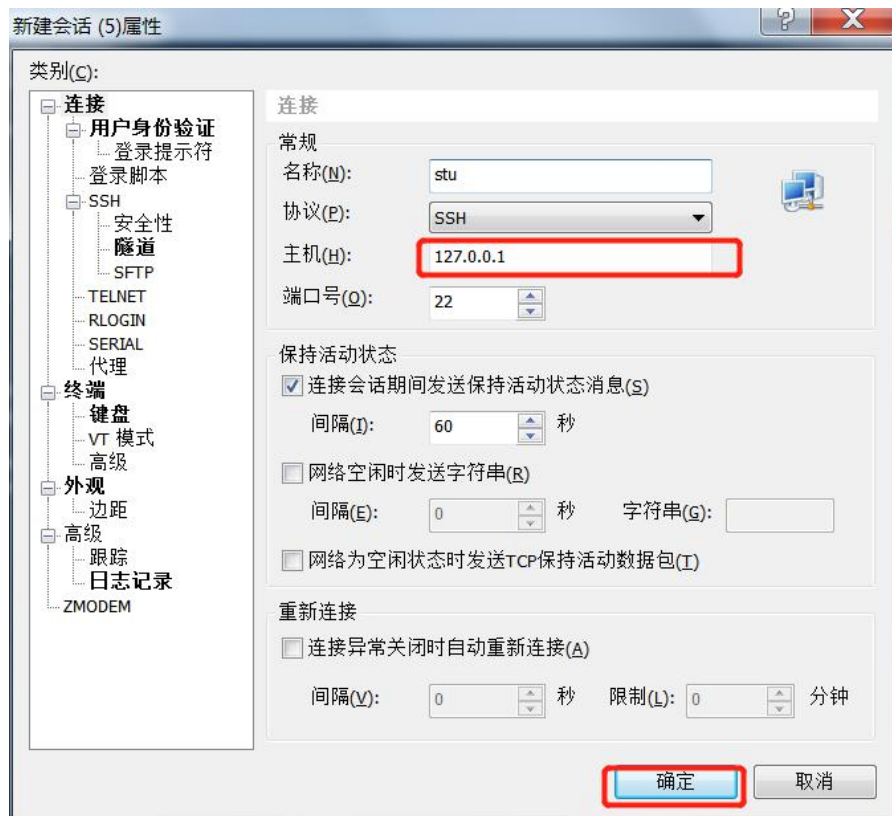 新建会话 (5)属性
类别(C):
连接
用户身份验证
登录提示符
登录脚本
SSH
安全性
隧道
SFTP
TELNET
RLOGIN
SERIAL
代理
终端
键盘
VT 模式
高级
外观
边距
高级
跟踪
日志记录
ZMODEM
连接
常规
名称(N): stu
协议(P): SSH
主机(H): 127.0.0.1
端口号(O): 22
保持活动状态
连接会话期间发送保持活动状态消息(S)
间隔(I): 60 秒
网络空闲时发送字符串(R)
间隔(E): 0 秒 字符串(G):
网络为空闲状态时发送TCP保持活动数据包(T)
重新连接
连接异常关闭时自动重新连接(A)
间隔(V): 0 秒 限制(L): 0 分钟
确定 取消